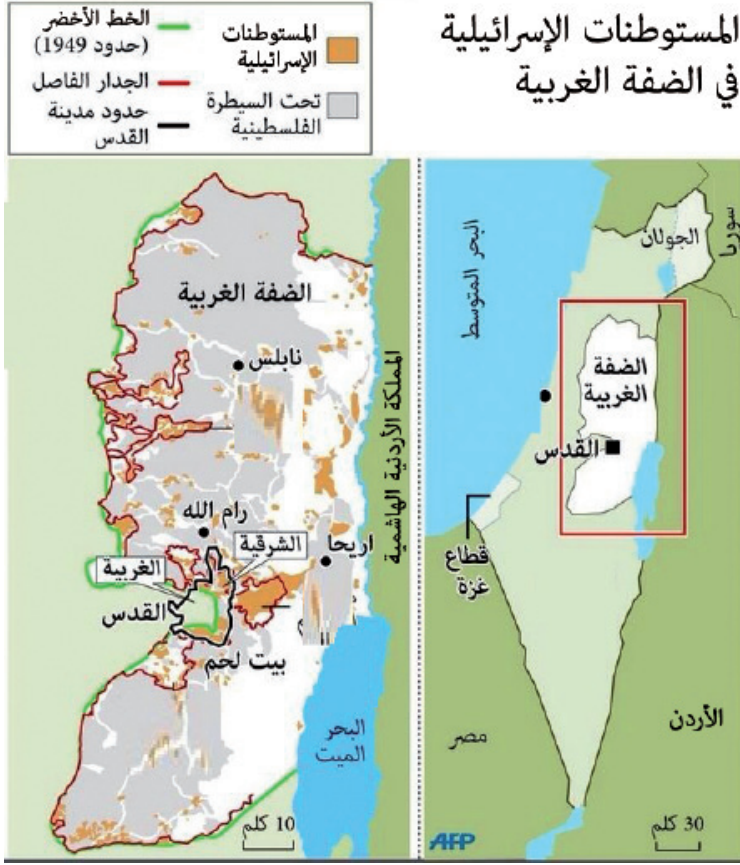 المستوطنات الإسرائيلية
في الضفة الغربية
الخط الأخضر
(حدود 1949)
الجدار الفاصل
حدود مدينة
القدس
المستوطنات
الإسرائيلية
تحت السيطرة
الفلسطينية
سوريا
الجولان
البحر المتوسط
الضفة
الغربية
القدس
قطاع
غزة
الأردن
مصر
30 كلم
AFP
الضفة الغربية
نابلس
المملكة الأردنية الهاشمية
رام الله
اريحا
الشرقية
الغربية
القدس
بيت لحم
البحر
الميت
10 كلم